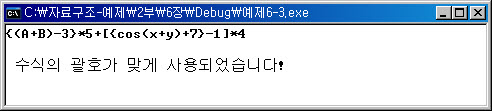 C:₩자료구조-예제₩2부₩6장₩Debug₩예제6-3.exe
{(A+B)-3}*5+[{cos(x+y)+7}-1]*4
수식의 괄호가 맞게 사용되었습니다!